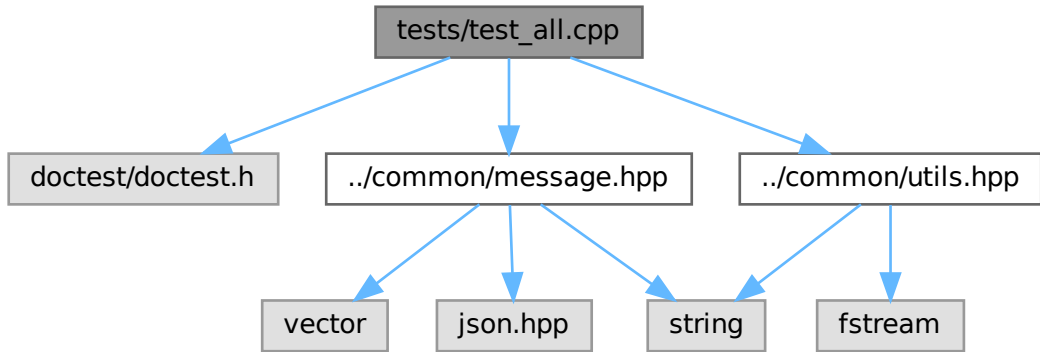 tests/test_all.cpp
doctest/doctest.h
../common/message.hpp
../common/utils.hpp
vector
json.hpp
string
fstream